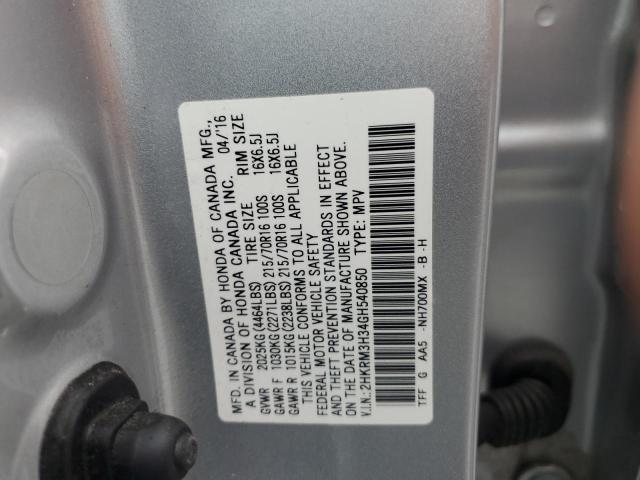 MFD. IN CANADA BY HONDA OF CANADA MFG.,
A DIVISION OF HONDA CANADA INC. 04/16
TIRE SIZE RIM SIZE
GVWR 2025KG (4464LBS)
GAWR F 1030KG (2271LBS) 215/70R16 100S 16X6.5J
GAWR R 1015KG (2238LBS) 215/70R16 100S 16X6.5J
THIS VEHICLE CONFORMS TO ALL APPLICABLE
FEDERAL MOTOR VEHICLE SAFETY
AND THEFT PREVENTION STANDARDS IN EFFECT
ON THE DATE OF MANUFACTURE SHOWN ABOVE.
V.I.N.: 2HKRM3H34GH540850 TYPE: MPV
TFF G AA5 -NH700MX -B -H